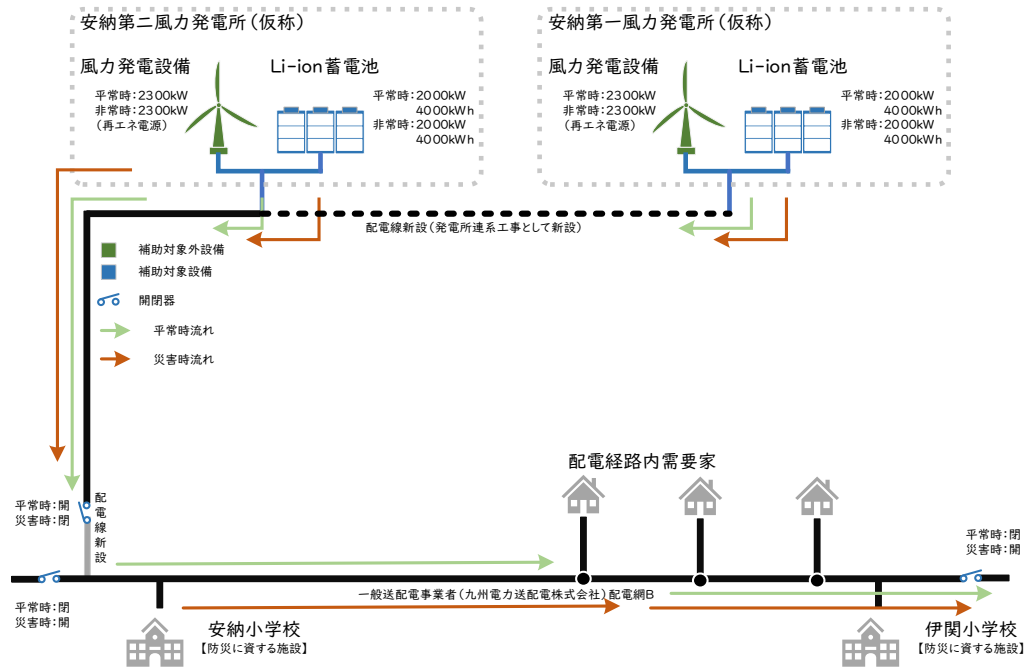 安納第二風力発電所(仮称)
風力発電設備
平常時:2300kW
非常時:2300kW
(再エネ電源)
Li-ion蓄電池
平常時:2000kW
4000kWh
非常時:2000kW
4000kWh
安納第一風力発電所(仮称)
風力発電設備
平常時:2300kW
非常時:2300kW
(再エネ電源)
Li-ion蓄電池
平常時:2000kW
4000kWh
非常時:2000kW
4000kWh
配電線新設(発電所連系工事として新設)
補助対象外設備
補助対象設備
開閉器
平常時流れ
災害時流れ
配電経路内需要家
平常時:開
災害時:閉
配電線新設
平常時:閉
災害時:開
平常時:閉
災害時:開
一般送配電事業者(九州電力送配電株式会社)配電網B
安納小学校
【防災に資する施設】
伊関小学校
【防災に資する施設】